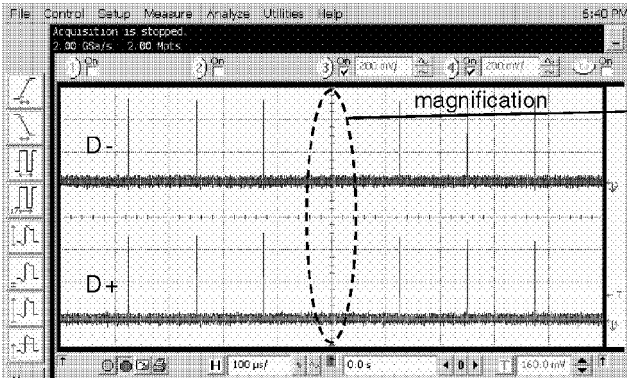 File Control Setup Measure Analyze Utilities Help 5:40 PM
Acquisition is stopped.
2.00 GSa/s 2.00 Mpts
1 On 2 On 3 On 200 mV/ 4 On 200 mV/ On
magnification
D-
D+
H 100 µs/ 0.0 s 0 T 160.0 mV